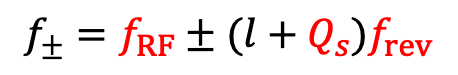 f± = fRF ± (l + Qs)frev